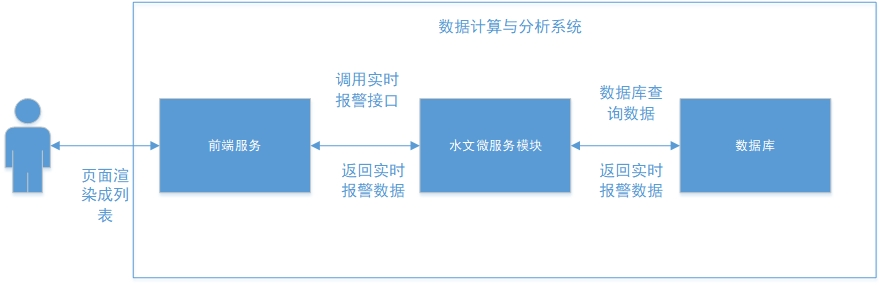 数据计算与分析系统
调用实时
报警接口
数据库查
询数据
前端服务
水文微服务模块
数据库
页面渲
染成列
表
返回实时
报警数据
返回实时
报警数据